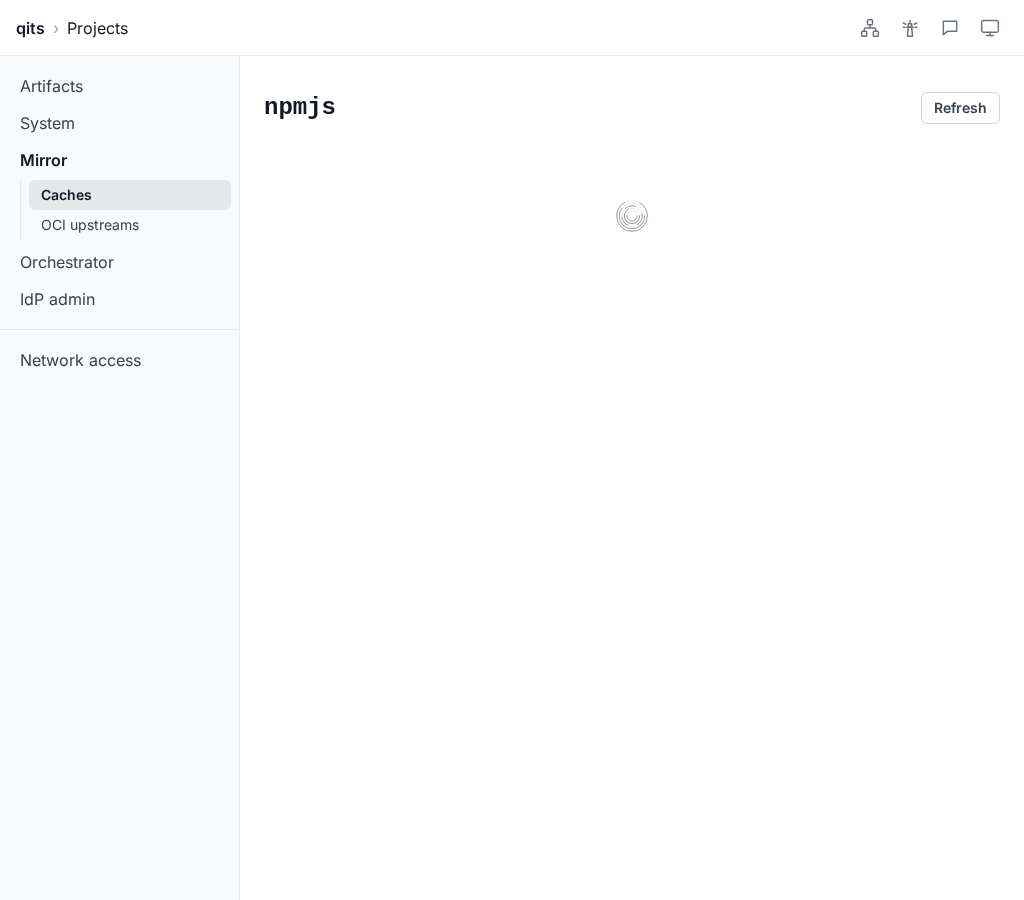 qits › Projects
Artifacts
System
Mirror
Caches
OCI upstreams
Orchestrator
IdP admin
Network access
npmjs
Refresh